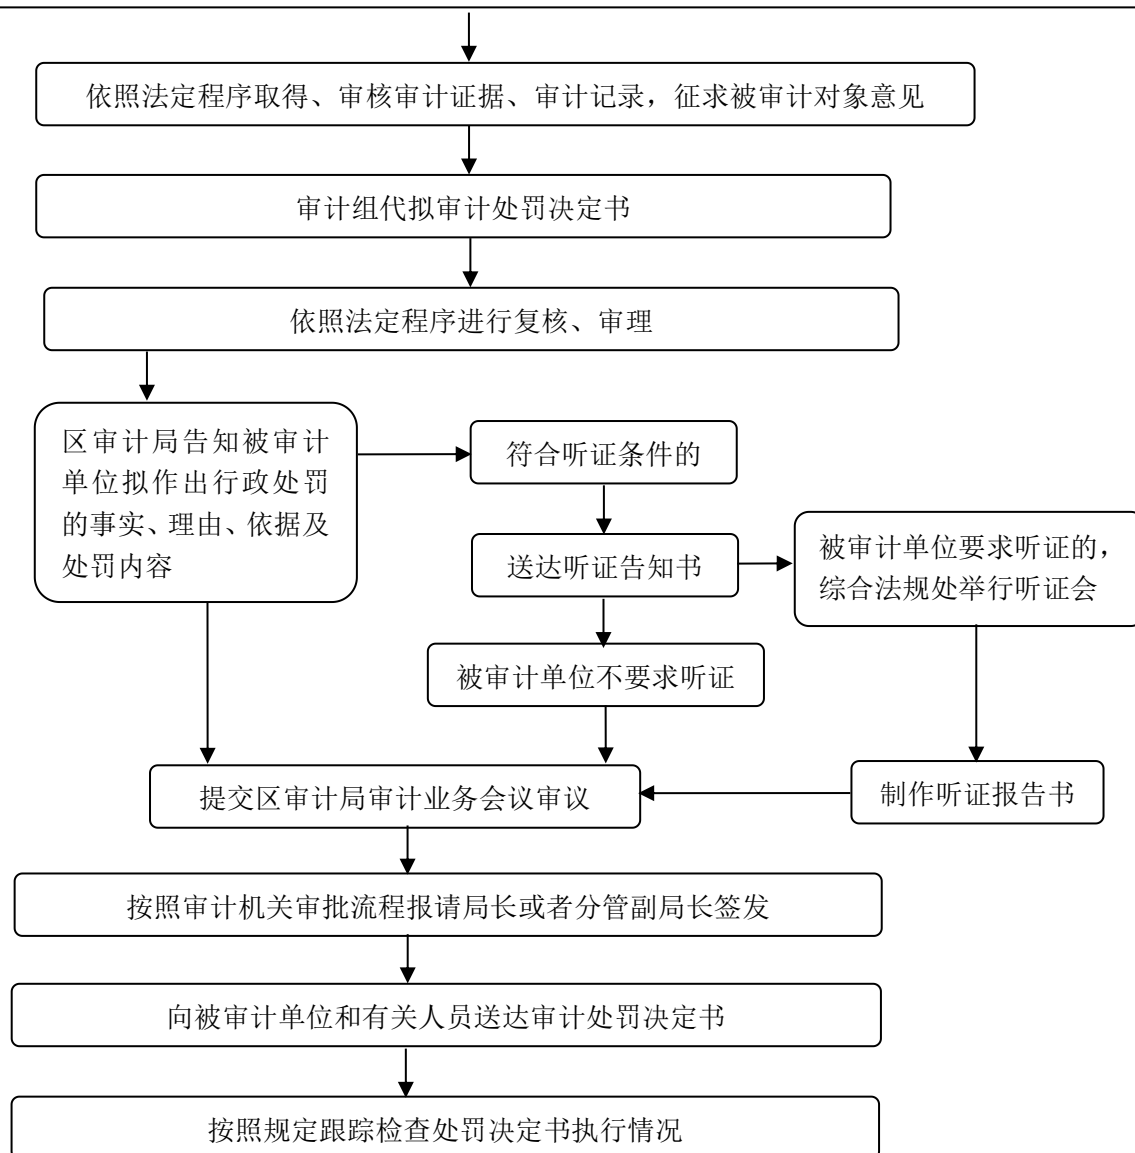 依照法定程序取得、审核审计证据、审计记录，征求被审计对象意见
审计组代拟审计处罚决定书
依照法定程序进行复核、审理
区审计局告知被审计
单位拟作出行政处罚
的事实、理由、依据及
处罚内容
符合听证条件的
送达听证告知书
被审计单位要求听证的，
综合法规处举行听证会
被审计单位不要求听证
提交区审计局审计业务会议审议
制作听证报告书
按照审计机关审批流程报请局长或者分管副局长签发
向被审计单位和有关人员送达审计处罚决定书
按照规定跟踪检查处罚决定书执行情况